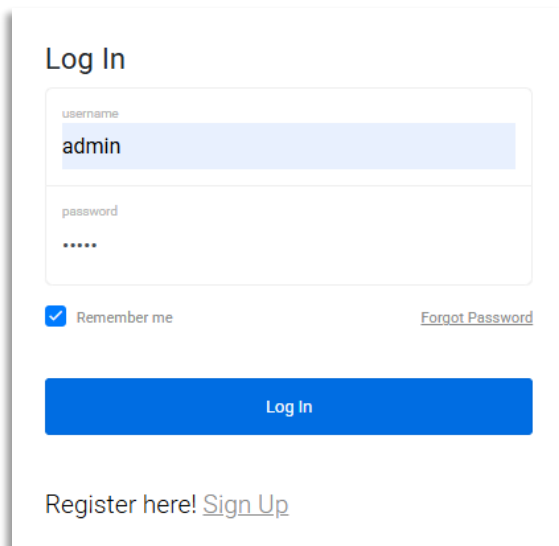 Log In
username
admin
password
•••••
Remember me Forgot Password
Log In
Register here! Sign Up